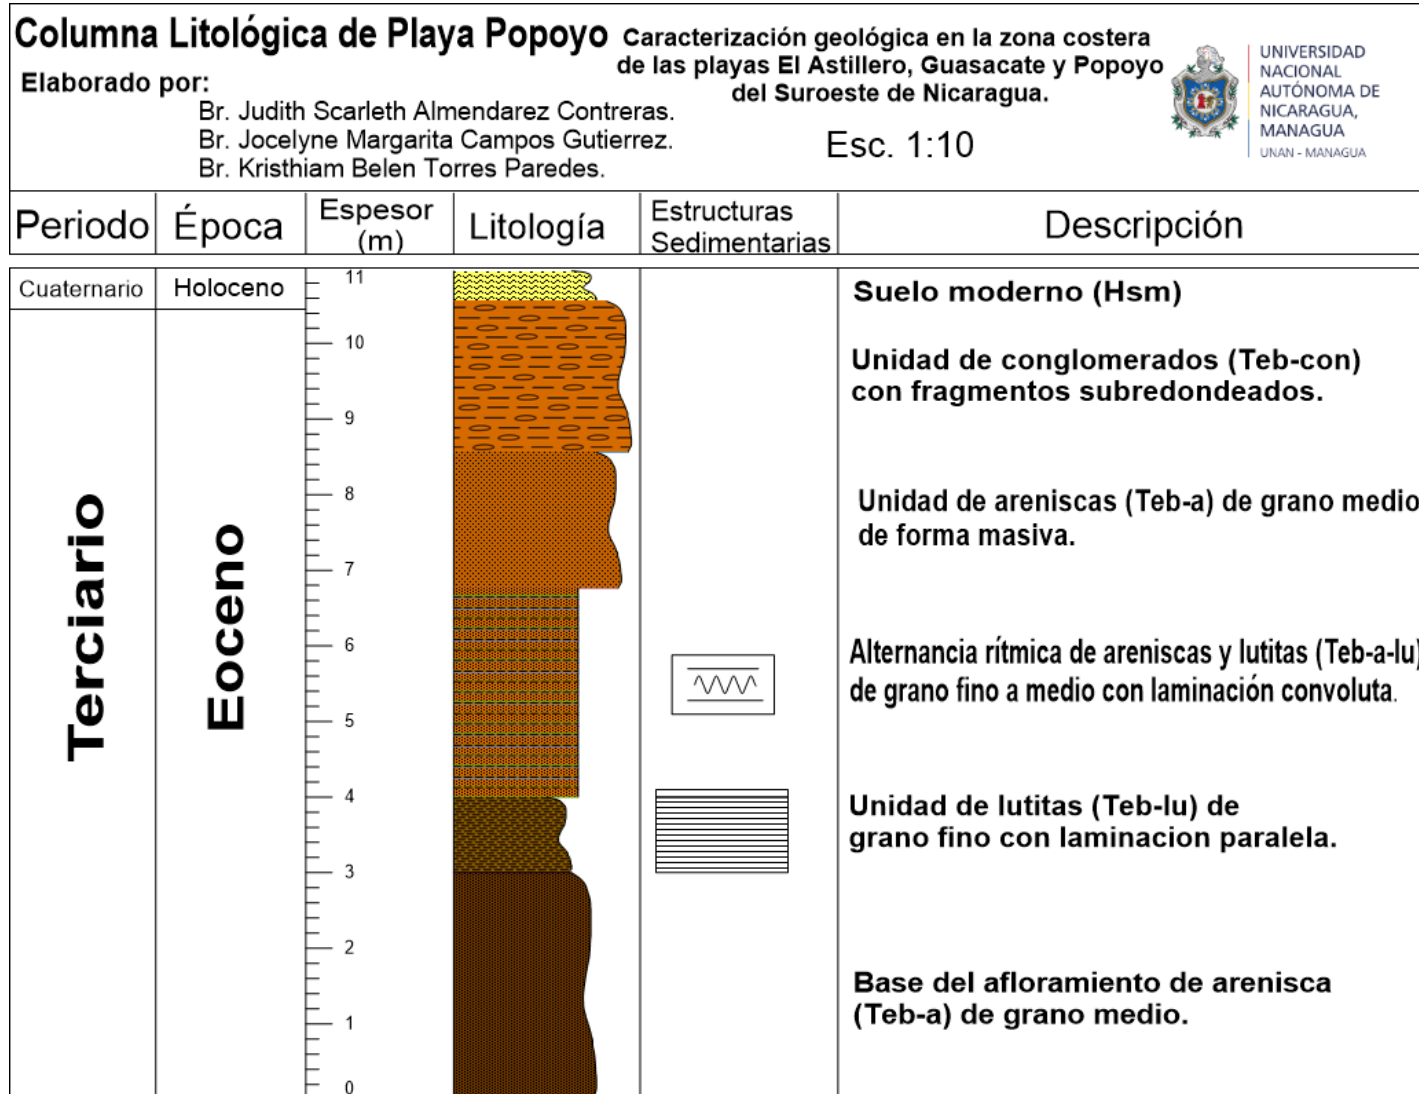 Columna Litológica de Playa Popoyo
Elaborado por:
Br. Judith Scarleth Almendarez Contreras.
Br. Jocelyne Margarita Campos Gutierrez.
Br. Kristhiam Belen Torres Paredes.
Caracterización geológica en la zona costera
de las playas El Astillero, Guasacate y Popoyo
del Suroeste de Nicaragua.
Esc. 1:10
UNIVERSIDAD
NACIONAL
AUTÓNOMA DE
NICARAGUA,
MANAGUA
UNAN - MANAGUA
Periodo
Época
Espesor
(m)
Litología
Estructuras
Sedimentarias
Descripción
Cuaternario
Holoceno
Terciario
Eoceno
11
10
9
8
7
6
5
4
3
2
1
0
Suelo moderno (Hsm)
Unidad de conglomerados (Teb-con)
con fragmentos subredondeados.
Unidad de areniscas (Teb-a) de grano medio
de forma masiva.
Alternancia rítmica de areniscas y lutitas (Teb-a-lu)
de grano fino a medio con laminación convoluta.
Unidad de lutitas (Teb-lu) de
grano fino con laminacion paralela.
Base del afloramiento de arenisca
(Teb-a) de grano medio.